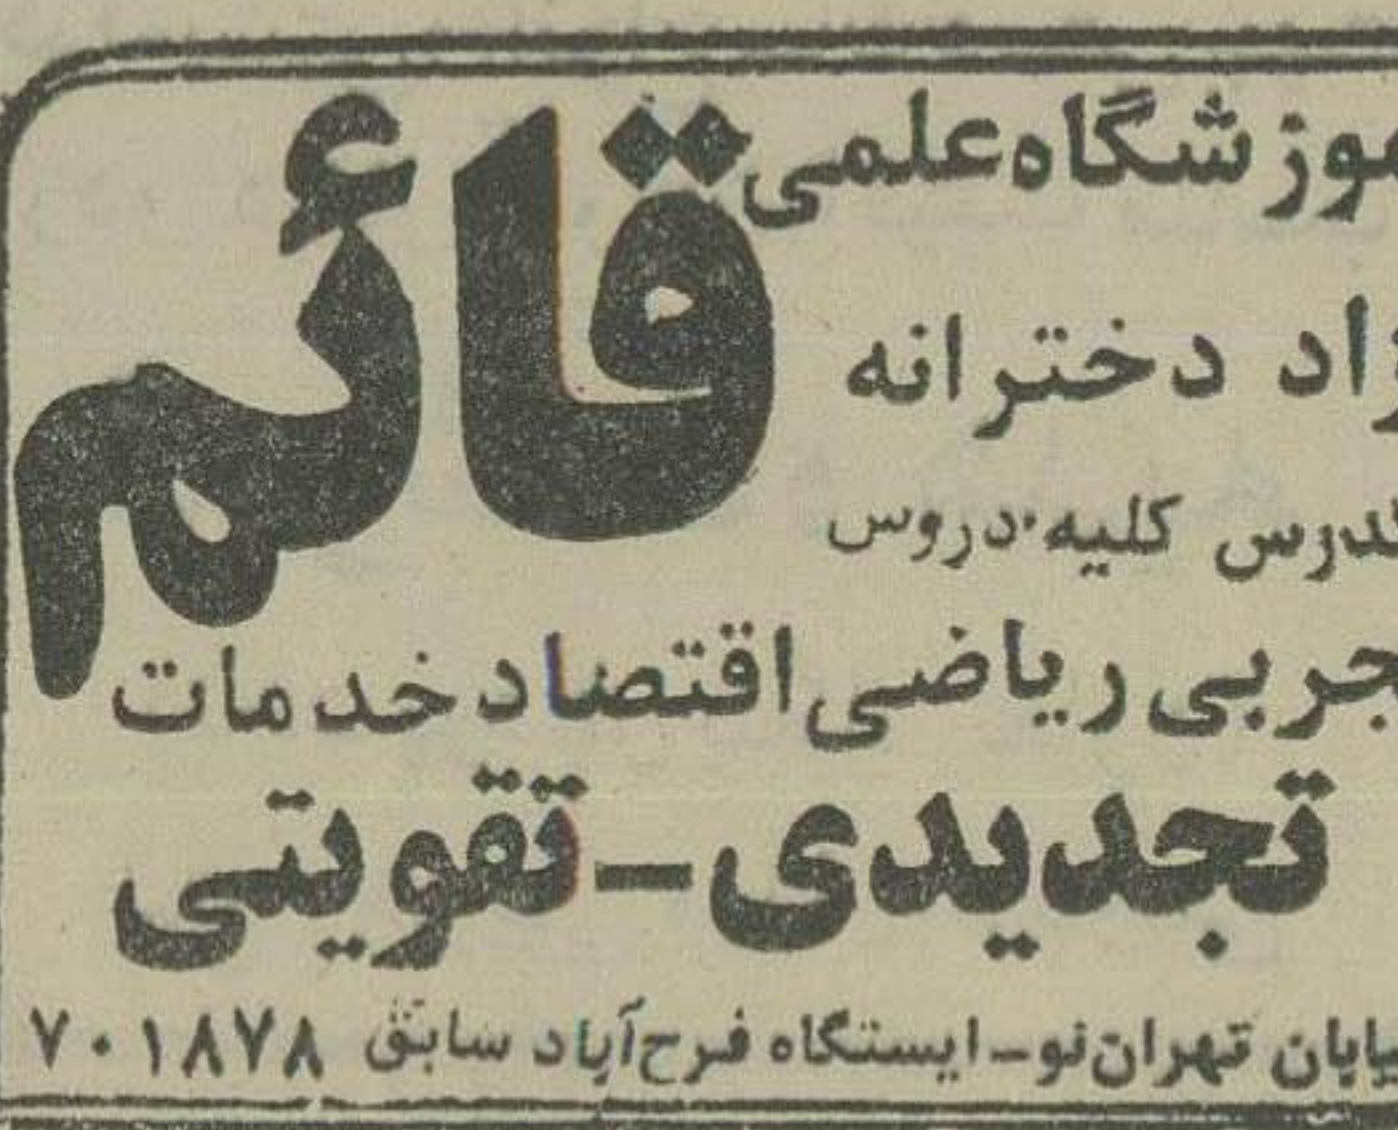 موزشگاه علمی
قائم
زاد دخترانه
تدرس کلیه دروس
جربی ریاضی اقتصاد خدمات
تجدیدی - تقویتی
یابان تهران‌نو - ایستگاه فرح‌آباد سابق ۷۰۱۸۷۸